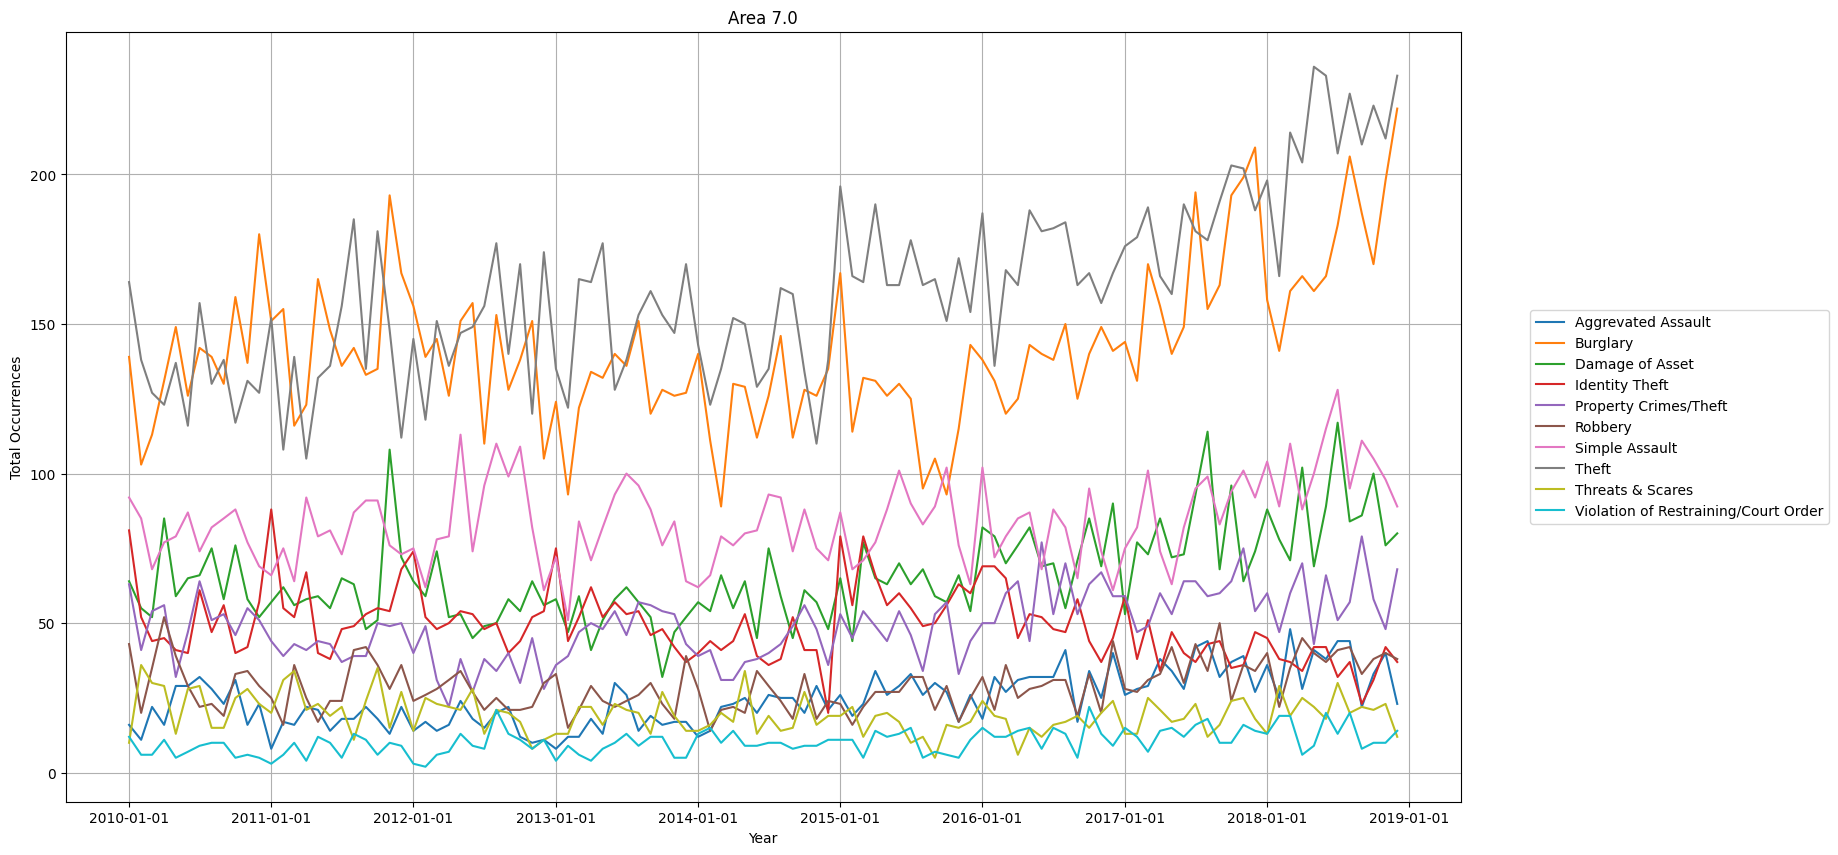 Area 7.0
Total Occurrences
200
150
100
50
0
2010-01-01 2011-01-01 2012-01-01 2013-01-01 2014-01-01 2015-01-01 2016-01-01 2017-01-01 2018-01-01 2019-01-01
Year
Aggrevated Assault
Burglary
Damage of Asset
Identity Theft
Property Crimes/Theft
Robbery
Simple Assault
Theft
Threats & Scares
Violation of Restraining/Court Order